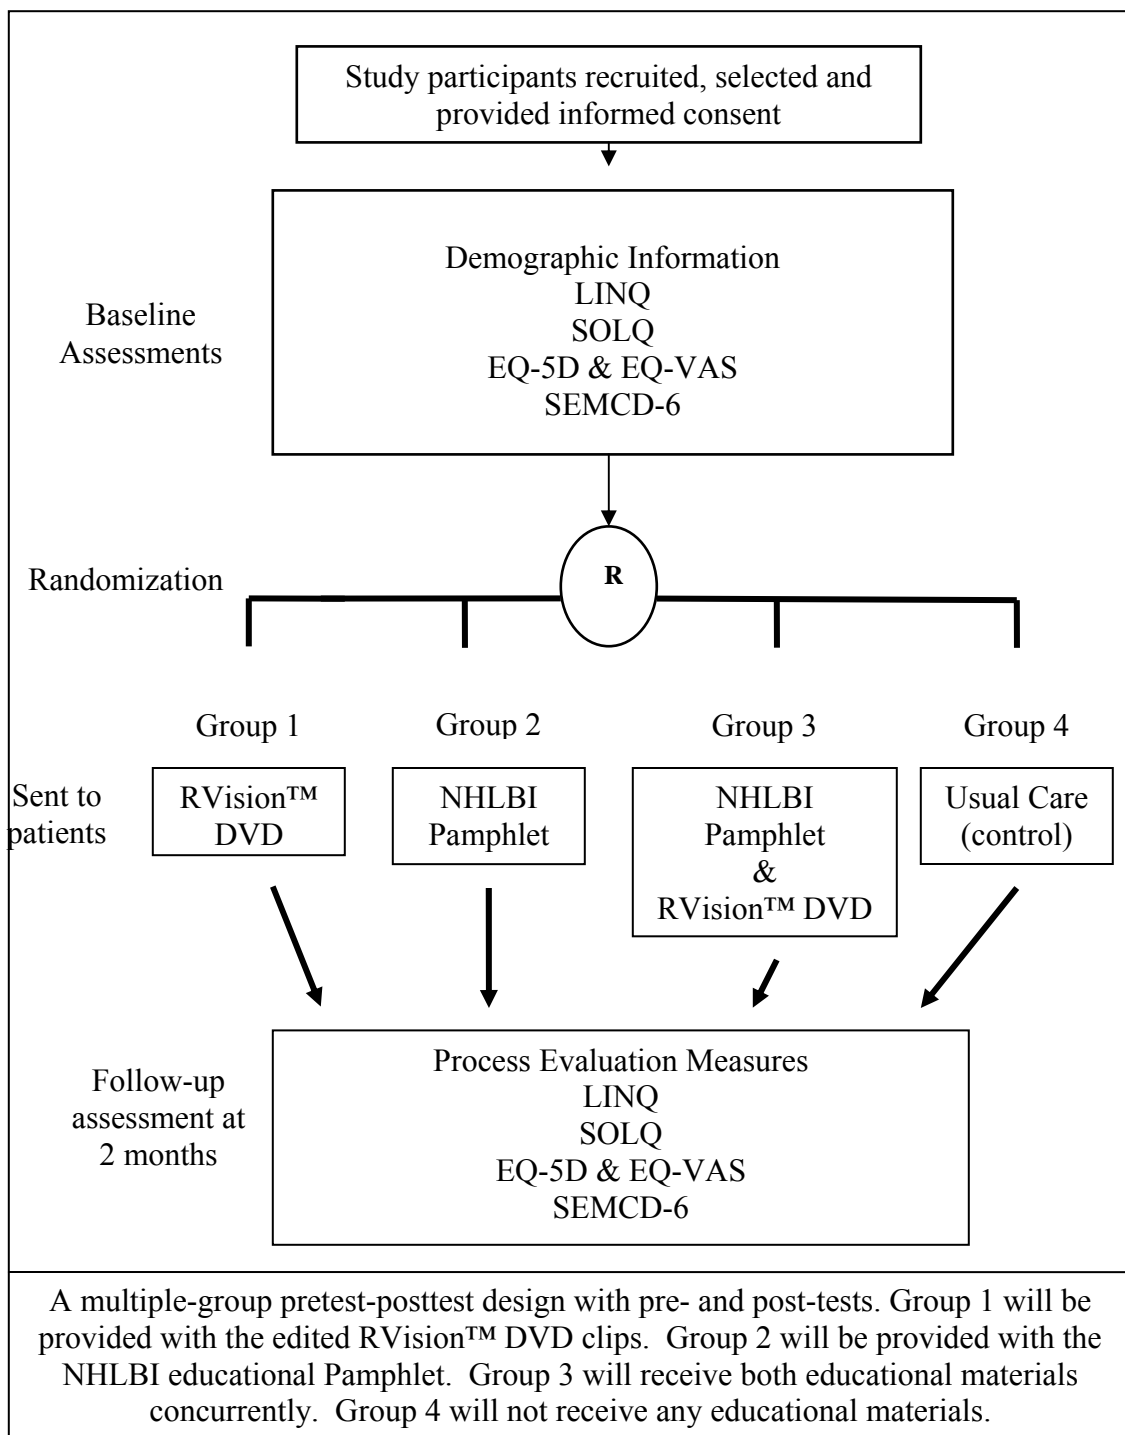 Study participants recruited, selected and
provided informed consent
Baseline
Assessments
Demographic Information
LINQ
SOLQ
EQ-5D & EQ-VAS
SEMCD-6
Randomization
R
Group 1
Group 2
Group 3
Group 4
Sent to
patients
RVision™
DVD
NHLBI
Pamphlet
NHLBI
Pamphlet
&
RVision™ DVD
Usual Care
(control)
Follow-up
assessment at
2 months
Process Evaluation Measures
LINQ
SOLQ
EQ-5D & EQ-VAS
SEMCD-6
A multiple-group pretest-posttest design with pre- and post-tests. Group 1 will be
provided with the edited RVision™ DVD clips.  Group 2 will be provided with the
NHLBI educational Pamphlet.  Group 3 will receive both educational materials
concurrently.  Group 4 will not receive any educational materials.